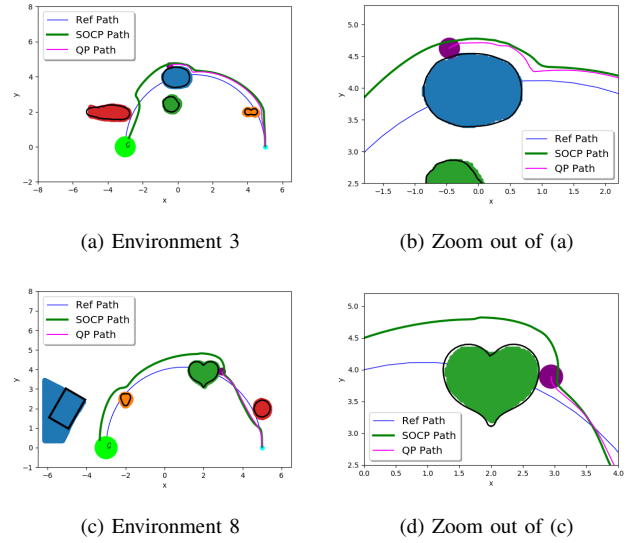 Ref Path
SOCP Path
QP Path
8
6
4
2
0
−2
−8
−6
−4
−2
0
2
4
6
x
y
G
(a) Environment 3
Ref Path
SOCP Path
QP Path
5.0
4.5
4.0
3.5
3.0
2.5
−1.5
−1.0
−0.5
0.0
0.5
1.0
1.5
2.0
x
y
(b) Zoom out of (a)
Ref Path
SOCP Path
QP Path
8
7
6
5
4
3
2
1
0
−1
−6
−4
−2
0
2
4
6
x
y
G
(c) Environment 8
Ref Path
SOCP Path
QP Path
5.0
4.5
4.0
3.5
3.0
2.5
0.0
0.5
1.0
1.5
2.0
2.5
3.0
3.5
4.0
x
y
(d) Zoom out of (c)